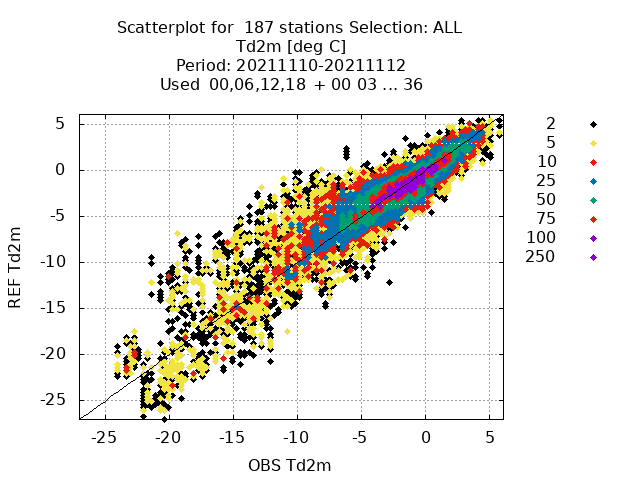 Scatterplot for 187 stations Selection: ALL
Td2m [deg C]
Period: 20211110-20211112
Used 00,06,12,18 + 00 03 ... 36
REF Td2m
5
0
-5
-10
-15
-20
-25
-25 -20 -15 -10 -5 0 5
OBS Td2m
2
5
10
25
50
75
100
250